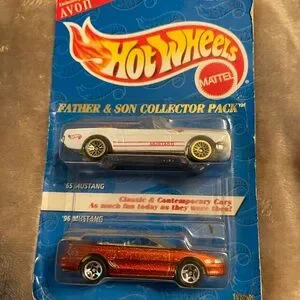 AVON
Hot Wheels
MATTEL
FATHER & SON COLLECTOR PACK™
MUSTANG
'65 MUSTANG
Classic & Contemporary Cars
As much fun today as they were then!
'96 MUSTANG